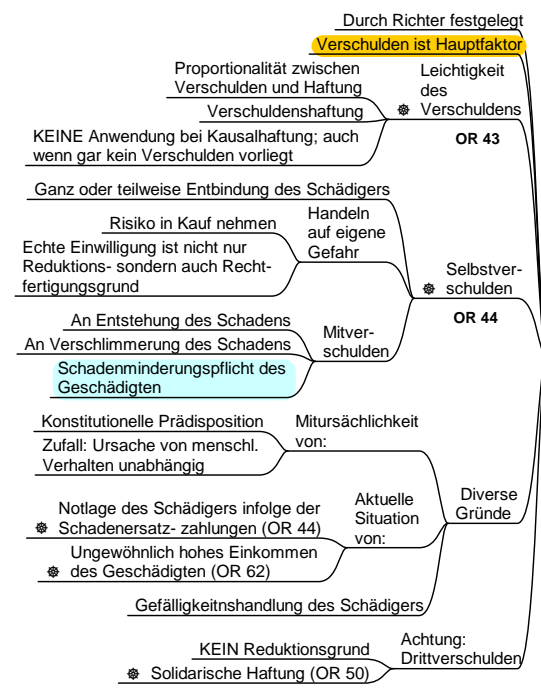 Durch Richter festgelegt
Verschulden ist Hauptfaktor
Leichtigkeit
des
Verschuldens
OR 43
Proportionalität zwischen
Verschulden und Haftung
Verschuldenshaftung
KEINE Anwendung bei Kausalhaftung; auch
wenn gar kein Verschulden vorliegt
Selbstver-
schulden
OR 44
Ganz oder teilweise Entbindung des Schädigers
Handeln
auf eigene
Gefahr
Risiko in Kauf nehmen
Echte Einwilligung ist nicht nur
Reduktions- sondern auch Recht-
fertigungsgrund
Mitver-
schulden
An Entstehung des Schadens
An Verschlimmerung des Schadens
Schadenminderungspflicht des
Geschädigten
Diverse
Gründe
Mitursächlichkeit
von:
Konstitutionelle Prädisposition
Zufall: Ursache von menschl.
Verhalten unabhängig
Aktuelle
Situation
von:
Notlage des Schädigers infolge der
Schadenersatz- zahlungen (OR 44)
Ungewöhnlich hohes Einkommen
des Geschädigten (OR 62)
Gefälligkeitnshandlung des Schädigers
Achtung:
Drittverschulden
KEIN Reduktionsgrund
Solidarische Haftung (OR 50)